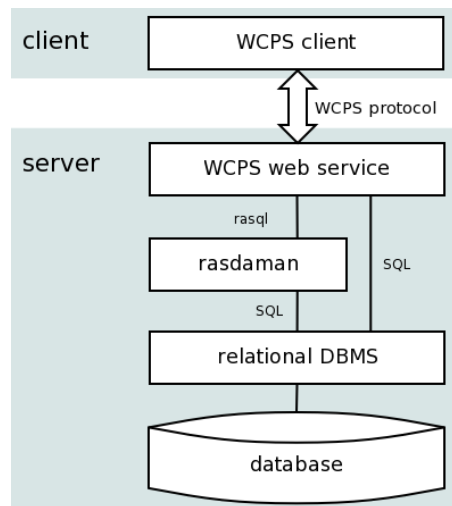 client
WCPS client
WCPS protocol
server
WCPS web service
rasql
rasdaman
SQL
SQL
relational DBMS
database